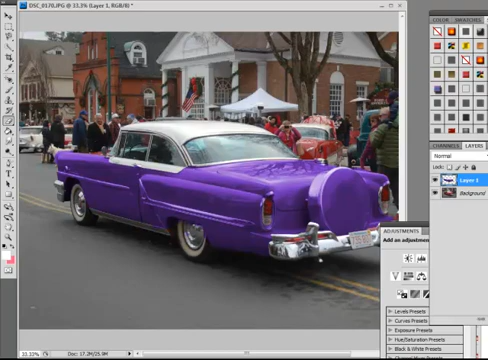 DSC_0170.JPG @ 33.3% (Layer 1, RGB/8) *
COLOR
SWATCHES
CHANNELS
LAYERS
Normal
Lock:
Layer 1
Background
ADJUSTMENTS
Add an adjustmen
Levels Presets
Curves Presets
Exposure Presets
Hue/Saturation Presets
Black & White Presets
33.33%
Doc: 17.2M/25.9M